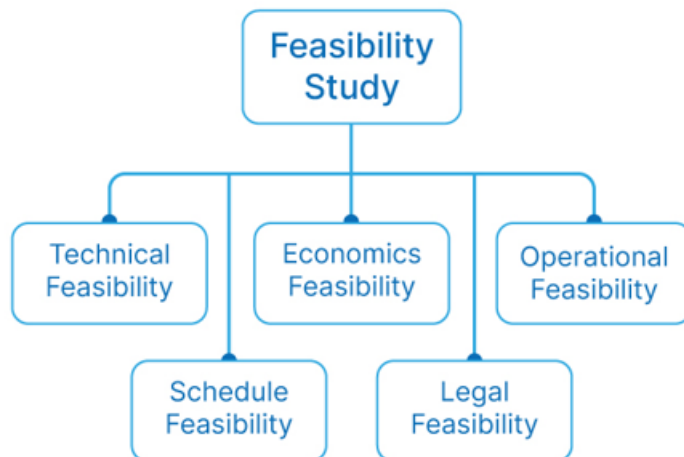 Feasibility
Study
Technical
Feasibility
Economics
Feasibility
Operational
Feasibility
Schedule
Feasibility
Legal
Feasibility